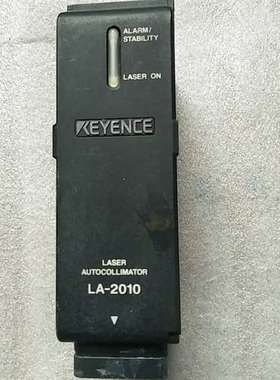 ALARM/
STABILITY
LASER ON
KEYENCE
LASER
AUTOCOLLIMATOR
LA-2010